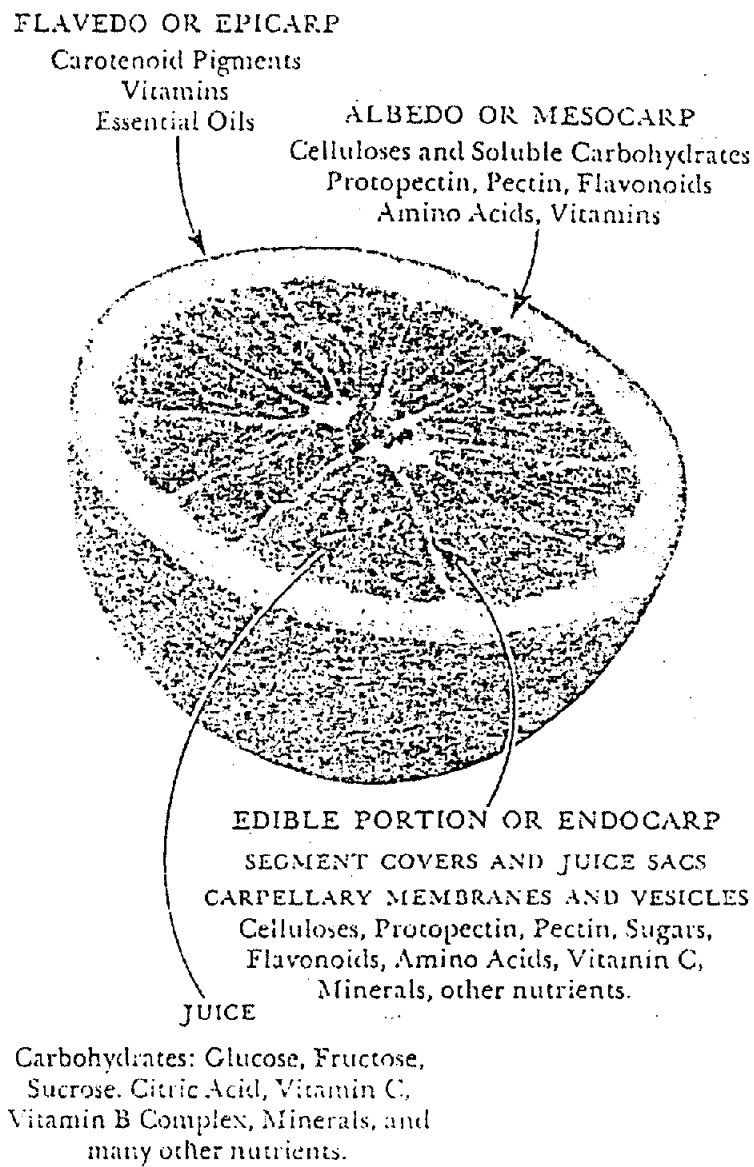 FLAVEDO OR EPICARP
Carotenoid Pigments
Vitamins
Essential Oils
ALBEDO OR MESOCARP
Celluloses and Soluble Carbohydrates
Protopectin, Pectin, Flavonoids
Amino Acids, Vitamins
EDIBLE PORTION OR ENDOCARP
SEGMENT COVERS AND JUICE SACS
CARPELLARY MEMBRANES AND VESICLES
Celluloses, Protopectin, Pectin, Sugars,
Flavonoids, Amino Acids, Vitamin C,
Minerals, other nutrients.
JUICE
Carbohydrates: Glucose, Fructose,
Sucrose. Citric Acid, Vitamin C,
Vitamin B Complex, Minerals, and
many other nutrients.